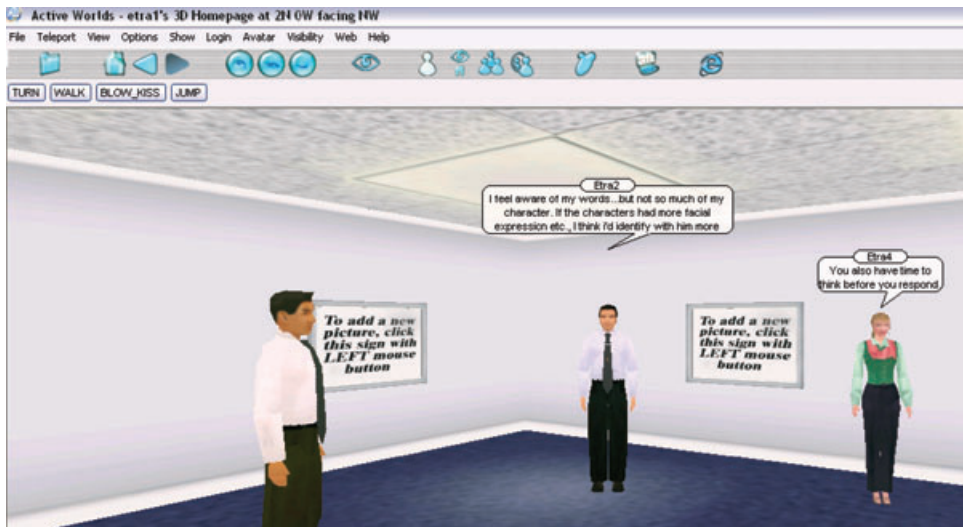 Active Worlds - etra1's 3D Homepage at 2N 0W facing NW
File Teleport View Options Show Login Avatar Visibility Web Help
TURN WALK BLOW_KISS JUMP
Etra2
I feel aware of my words...but not so much of my
character. If the characters had more facial
expression etc., I think i'd identify with him more
Etra4
You also have time to
think before you respond
To add a new
picture, click
this sign with
LEFT mouse
button
To add a new
picture, click
this sign with
LEFT mouse
button